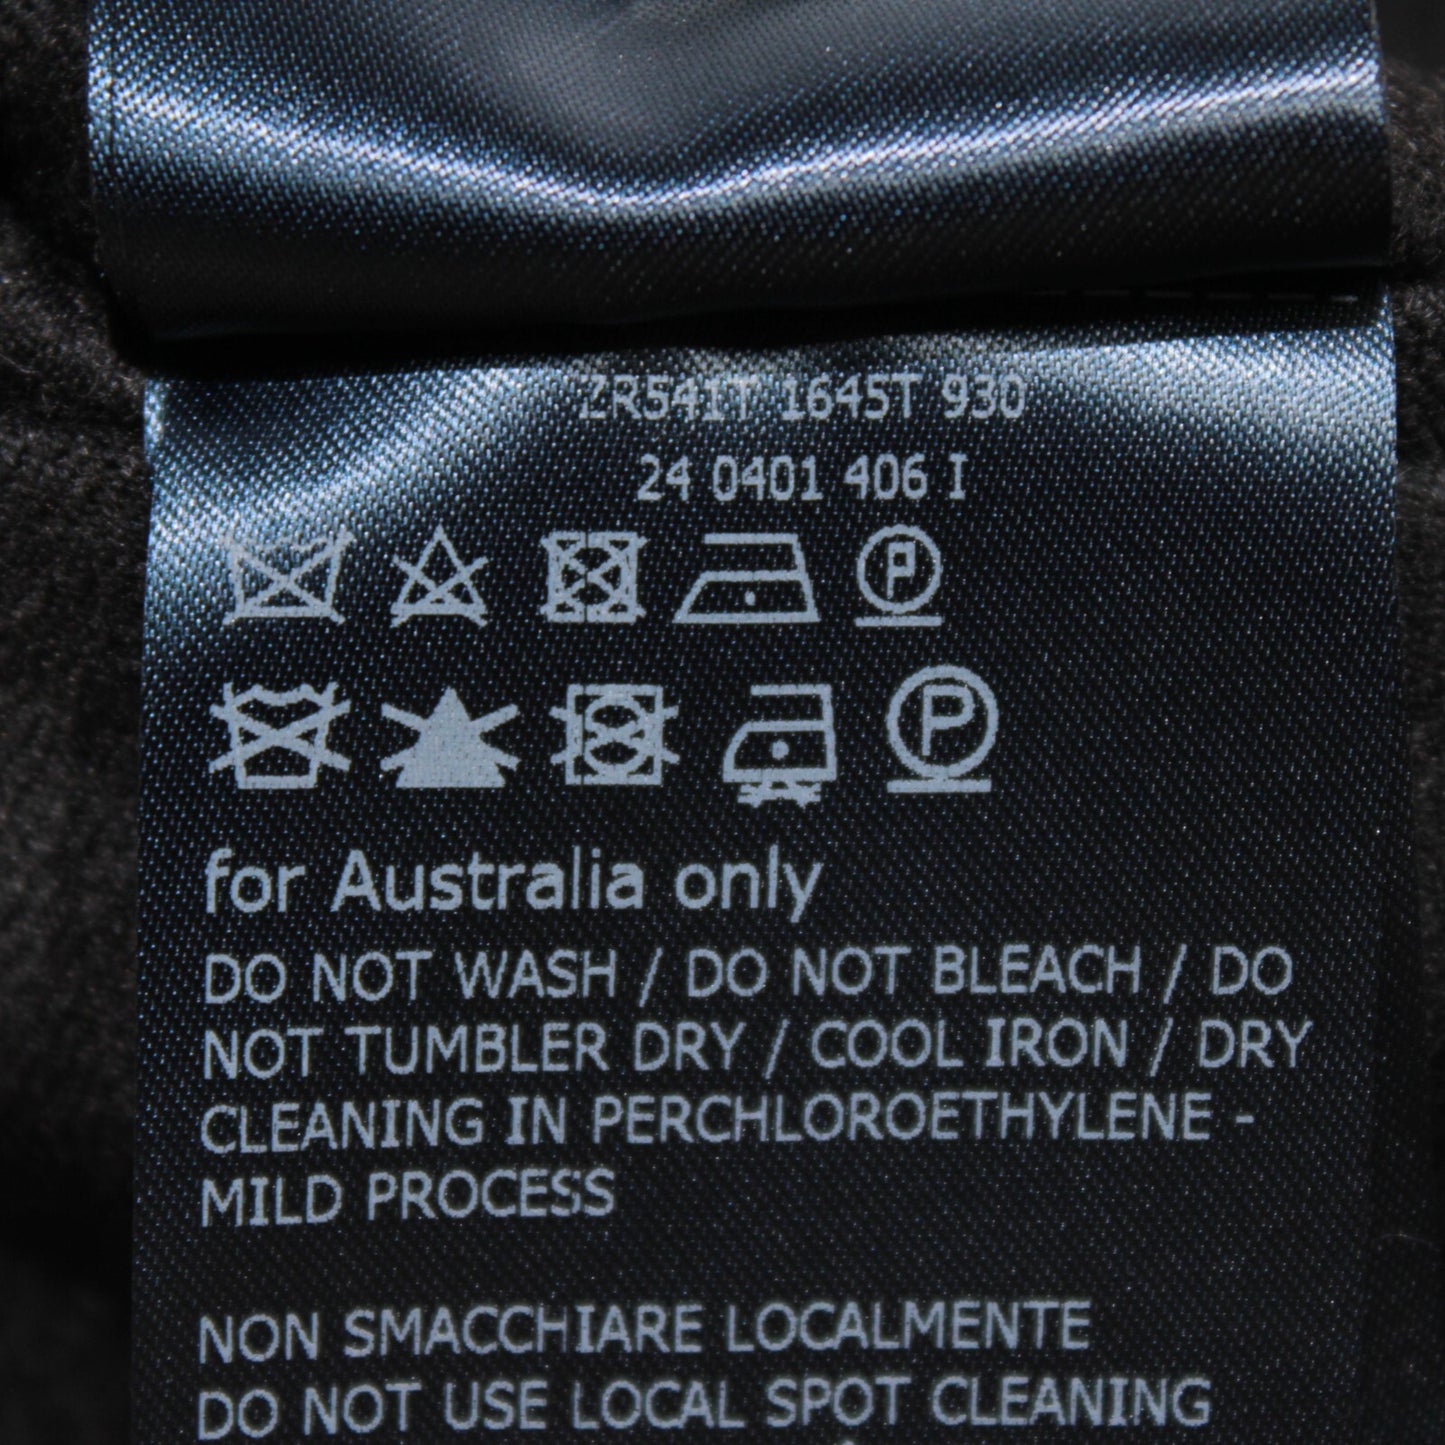 ZR541T 1645T 930
24 0401 406 I
for Australia only
DO NOT WASH / DO NOT BLEACH / DO
NOT TUMBLER DRY / COOL IRON / DRY
CLEANING IN PERCHLOROETHYLENE -
MILD PROCESS
NON SMACCHIARE LOCALMENTE
DO NOT USE LOCAL SPOT CLEANING